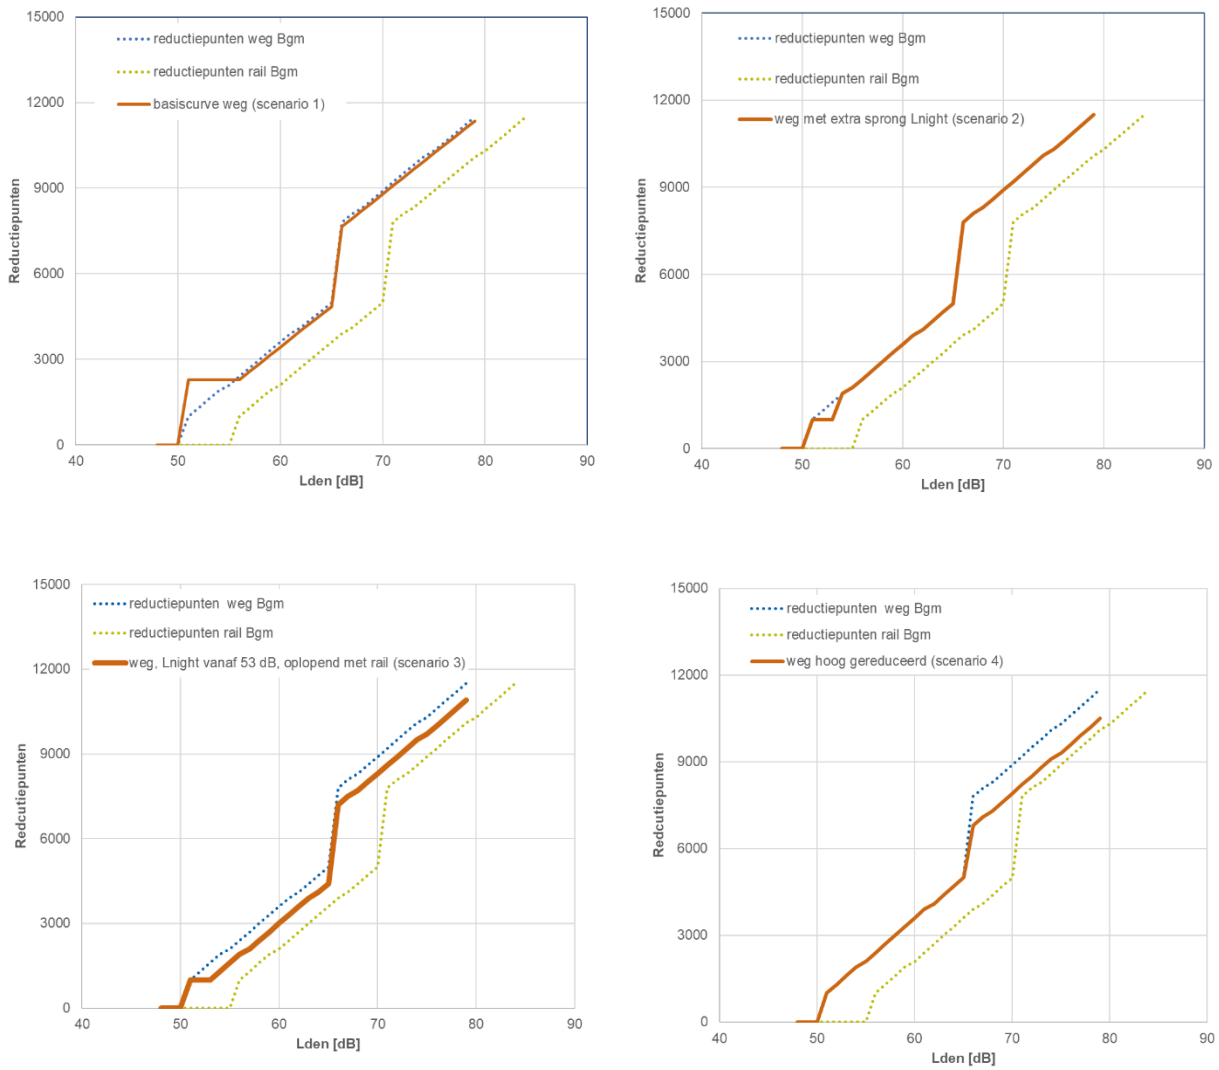 15000
12000
9000
6000
3000
0
40
50
60
70
80
90
Reductiepunten
Lden [dB]
reductiepunten weg Bgm
reductiepunten rail Bgm
basiscurve weg (scenario 1)
15000
12000
9000
6000
3000
0
40
50
60
70
80
90
Reductiepunten
Lden [dB]
reductiepunten weg Bgm
reductiepunten rail Bgm
weg met extra sprong Lnight (scenario 2)
15000
12000
9000
6000
3000
0
40
50
60
70
80
90
Redcutiepunten
Lden [dB]
reductiepunten weg Bgm
reductiepunten rail Bgm
weg, Lnight vanaf 53 dB, oplopend met rail (scenario 3)
15000
12000
9000
6000
3000
0
40
50
60
70
80
90
Redcutiepunten
Lden [dB]
reductiepunten weg Bgm
reductiepunten rail Bgm
weg hoog gereduceerd (scenario 4)